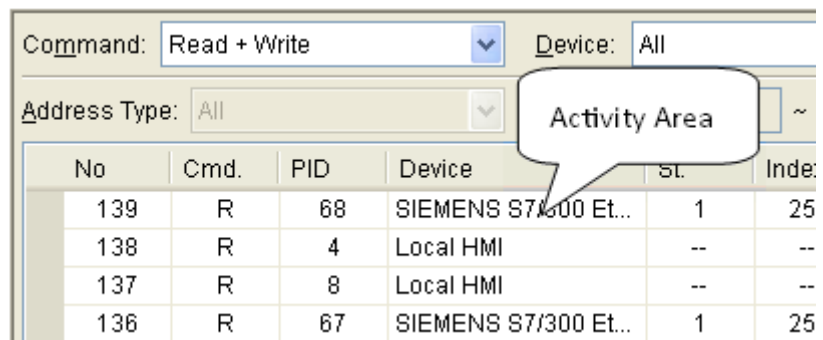 Command: Read + Write Device: All
Address Type: All Activity Area ~
No Cmd. PID Device St. Inde
139 R 68 SIEMENS S7/300 Et... 1 25
138 R 4 Local HMI -- --
137 R 8 Local HMI -- --
136 R 67 SIEMENS S7/300 Et... 1 25